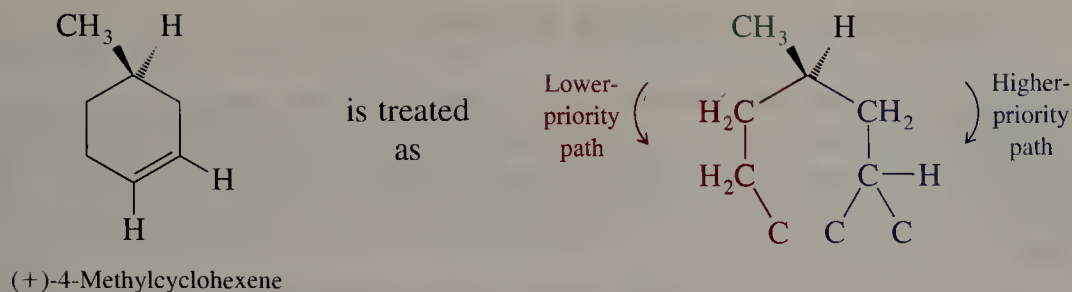 CH₃ H
H
H
(+)-4-Methylcyclohexene
is treated
as
Lower-
priority
path
CH₃ H
H₂C CH₂
H₂C C—H
C C C
Higher-
priority
path